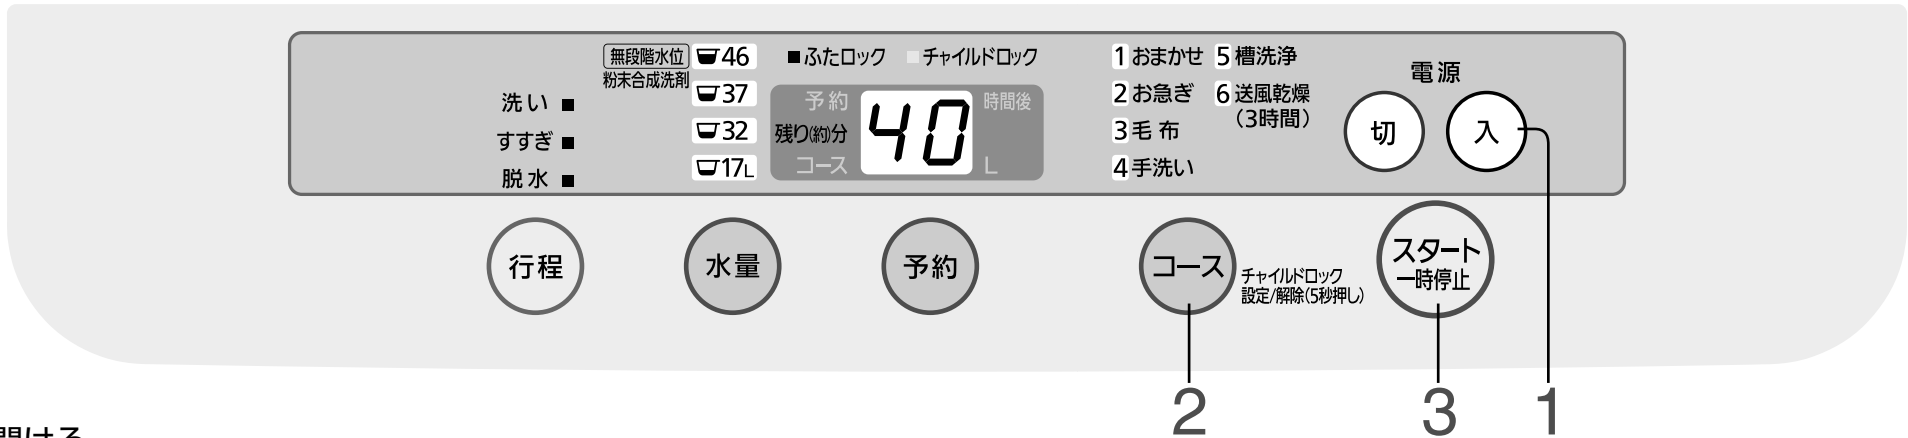 無段階水位
粉末合成洗剤
46
37
32
17L
洗い
すすぎ
脱水
ふたロック
チャイルドロック
予約
残り(約)分
コース
40
時間後
L
1 おまかせ
2 お急ぎ
3 毛布
4 手洗い
5 槽洗浄
6 送風乾燥
(3時間)
電源
切
入
行程
水量
予約
コース
チャイルドロック
設定/解除(5秒押し)
スタート
一時停止
2
3
1